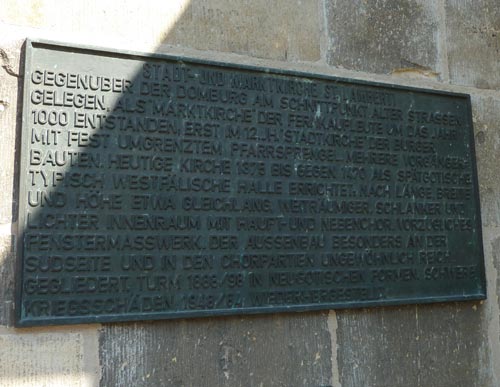 STADT- UND MARKTKIRCHE ST. LAMBERTI
GEGENÜBER DER DOMBURG AM SCHNITTPUNKT ALTER STRASSEN
GELEGEN. ALS MARKTKIRCHE DER FERNKAUFLEUTE UM DAS JAHR
1000 ENTSTANDEN, ERST IM 12. JH. STADTKIRCHE DER BÜRGER
MIT FEST UMGRENZTEM PFARRSPRENGEL. MEHRERE VORGÄNGER-
BAUTEN. HEUTIGE KIRCHE 1375 BIS GEGEN 1470 ALS SPÄTGOTISCHE
TYPISCH WESTFÄLISCHE HALLE ERRICHTET, NACH LÄNGE, BREITE
UND HÖHE ETWA GLEICHLANG. WEITRÄUMIGER, SCHLANKER UND
LICHTER INNENRAUM MIT HAUPT- UND NEBENCHOR. VORZÜGLICHES
FENSTERMASSWERK. DER AUSSENBAU BESONDERS AN DER
SÜDSEITE UND IN DEN CHORPARTIEN UNGEWÖHNLICH REICH
GEGLIEDERT. TURM 1888/98 IN NEUGOTISCHEN FORMEN. SCHWERE
KRIEGSSCHÄDEN, 1946/64 WIEDERHERGESTELLT.